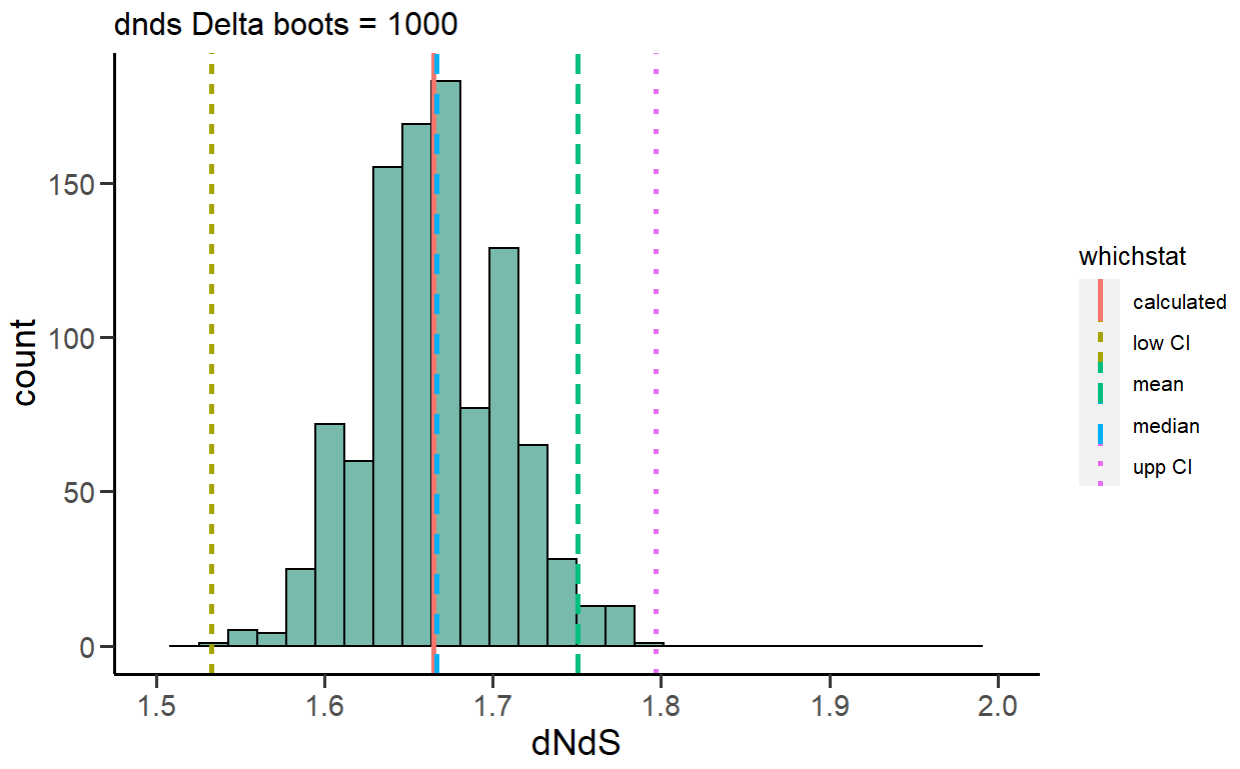 dnds Delta boots = 1000
count
150
100
50
0
1.5 1.6 1.7 1.8 1.9 2.0
dNdS
whichstat
calculated
low CI
mean
median
upp CI